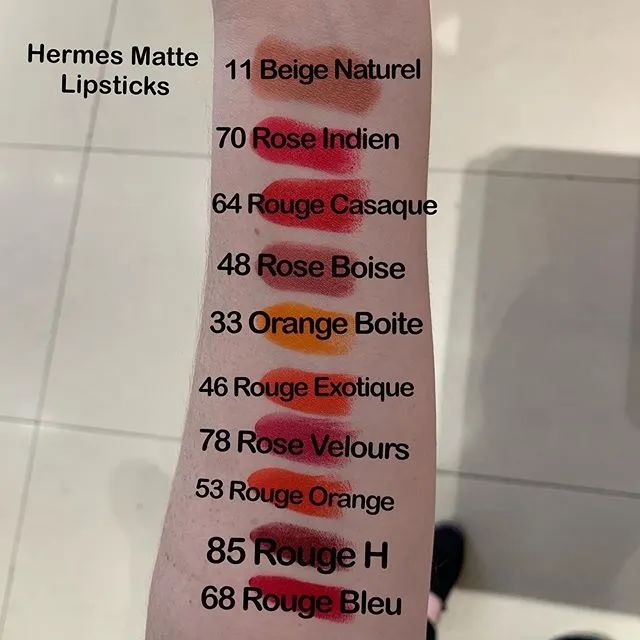 Hermes Matte
Lipsticks
11 Beige Naturel
70 Rose Indien
64 Rouge Casaque
48 Rose Boise
33 Orange Boite
46 Rouge Exotique
78 Rose Velours
53 Rouge Orange
85 Rouge H
68 Rouge Bleu